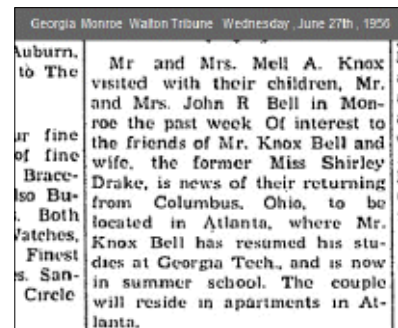 Georgia Monroe Walton Tribune Wednesday, June 27th, 1956
Auburn.
to The
ur fine
of fine
Brace-
lso Bu-
. Both
Watches,
Finest
s. San-
Circle
Mr and Mrs. Mell A. Knox
visited with their children, Mr.
and Mrs. John R Bell in Mon-
roe the past week Of interest to
the friends of Mr. Knox Bell and
wife, the former Miss Shirley
Drake, is news of their returning
from Columbus, Ohio, to be
located in Atlanta, where Mr.
Knox Bell has resumed his stu-
dies at Georgia Tech., and is now
in summer school. The couple
will reside in apartments in At-
lanta.